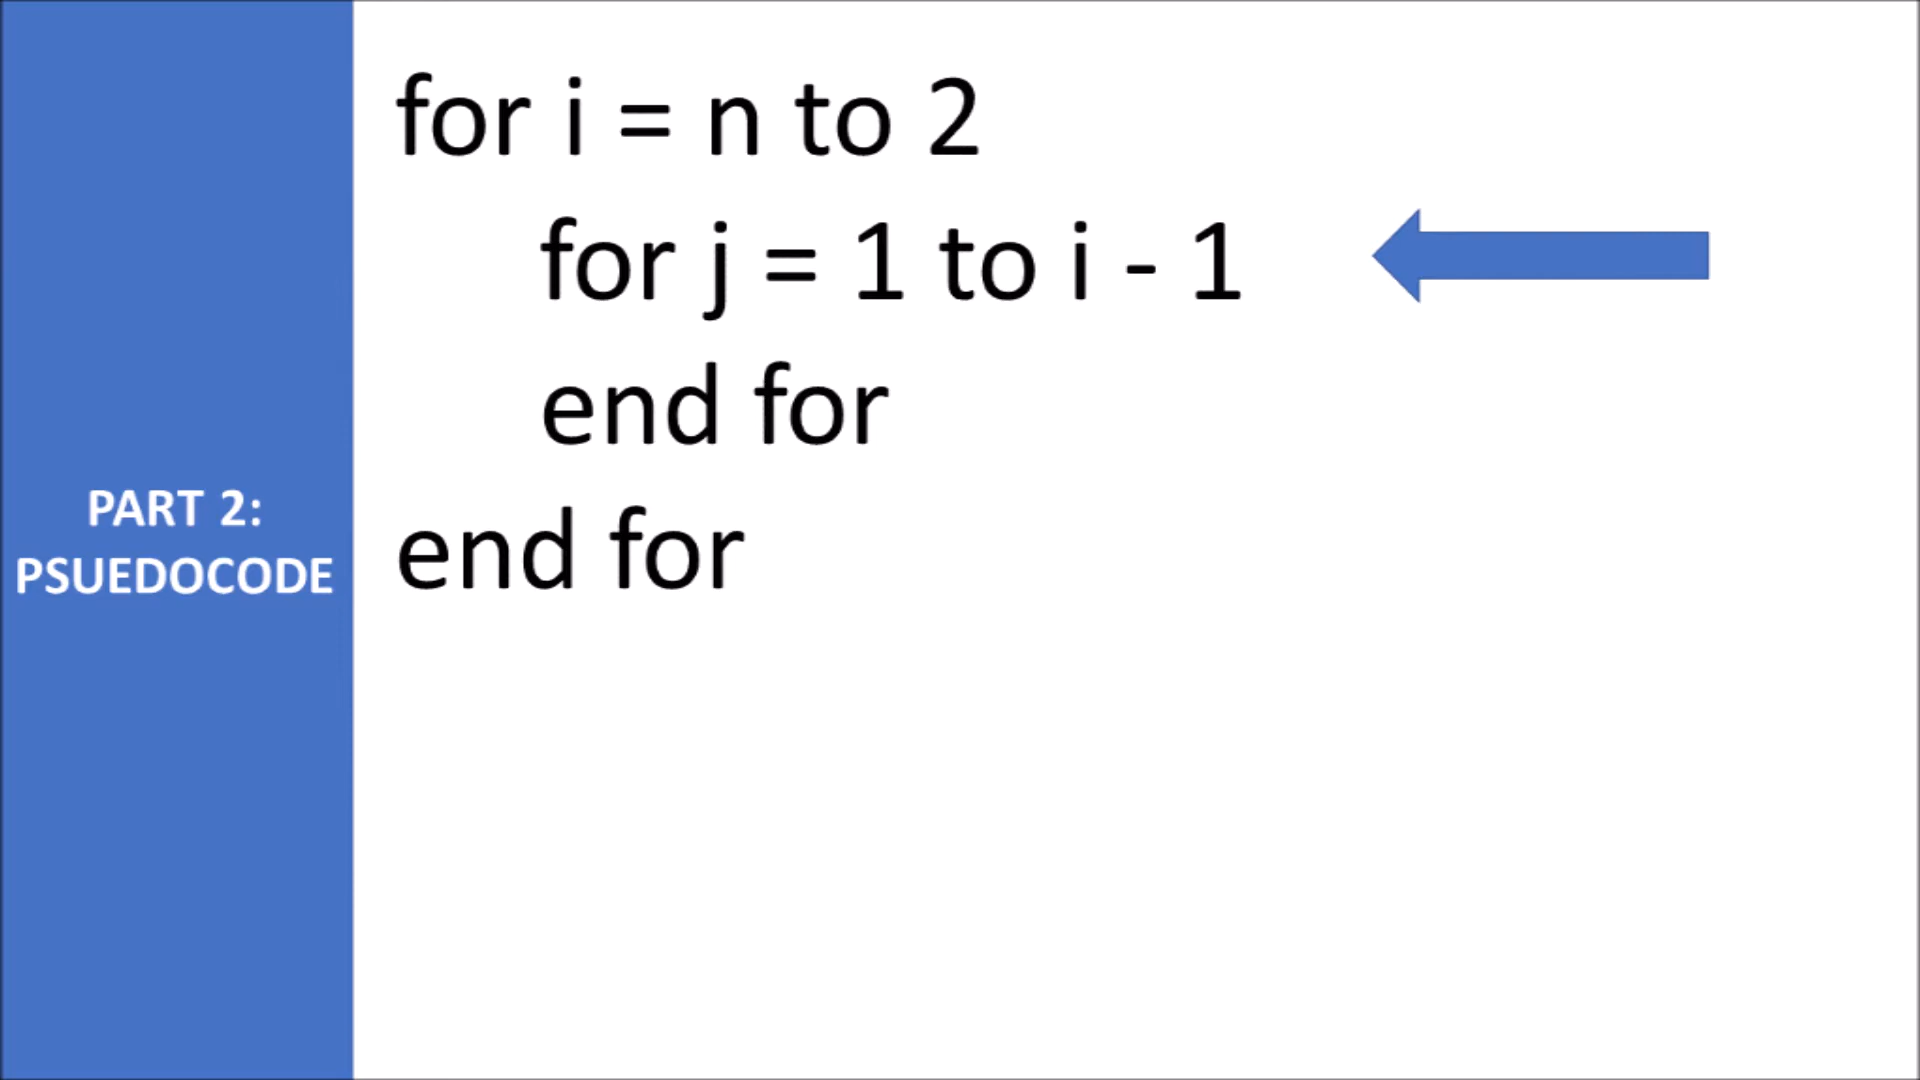 PART 2:
PSUEDOCODE
for i = n to 2
for j = 1 to i - 1
end for
end for